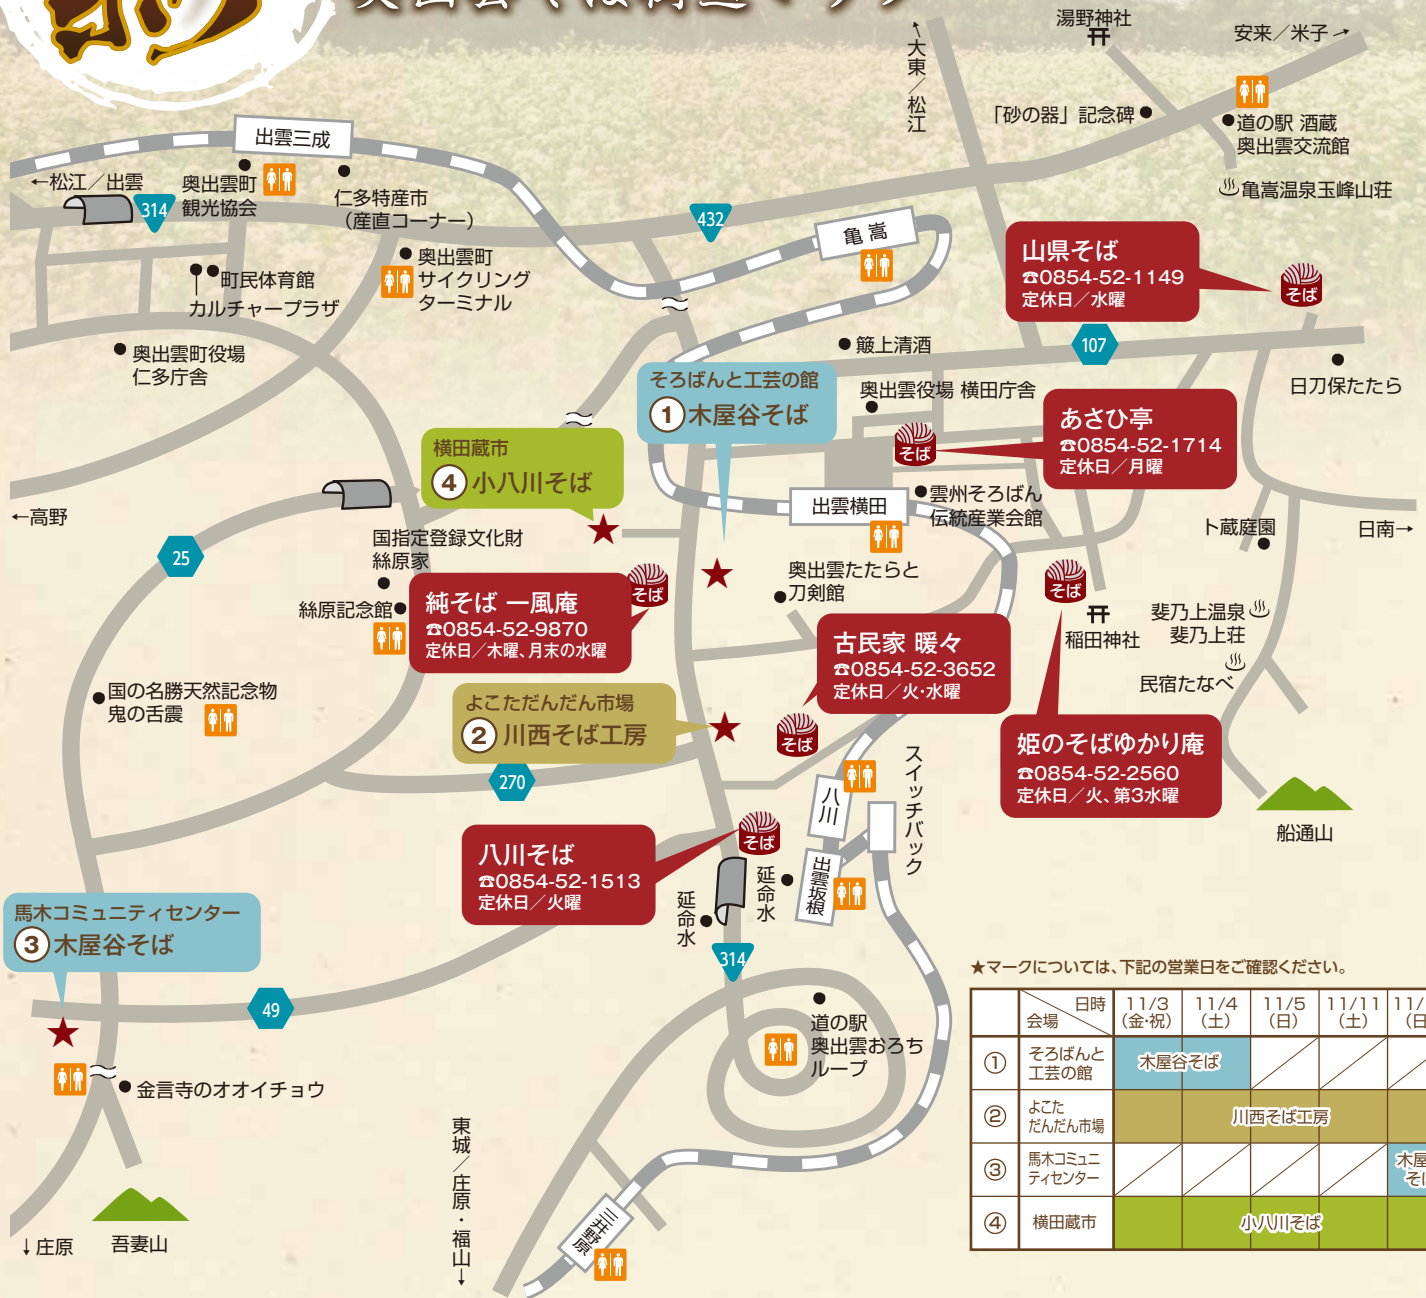 湯野神社
安来／米子→
↑大東／松江
「砂の器」記念碑
道の駅 酒蔵
奥出雲交流館
亀嵩温泉玉峰山荘
出雲三成
←松江／出雲
314
奥出雲町
観光協会
仁多特産市
（産直コーナー）
432
亀嵩
奥出雲町
サイクリング
ターミナル
町民体育館
カルチャープラザ
奥出雲町役場
仁多庁舎
山県そば
☎0854-52-1149
定休日／水曜
そば
107
簸上清酒
日刀保たたら
そろばんと工芸の館
① 木屋谷そば
奥出雲役場 横田庁舎
あさひ亭
☎0854-52-1714
定休日／月曜
そば
横田蔵市
④ 小八川そば
出雲横田
雲州そろばん
伝統産業会館
←高野
25
国指定登録文化財
絲原家
絲原記念館
ト蔵庭園
日南→
純そば 一風庵
☎0854-52-9870
定休日／木曜、月末の水曜
そば
奥出雲たたらと
刀剣館
そば
稲田神社
斐乃上温泉
斐乃上荘
民宿たなべ
古民家 暖々
☎0854-52-3652
定休日／火・水曜
そば
国の名勝天然記念物
鬼の舌震
よこただんだん市場
② 川西そば工房
270
姫のそばゆかり庵
☎0854-52-2560
定休日／火、第3水曜
船通山
スイッチバック
八川
出雲坂根
八川そば
☎0854-52-1513
定休日／火曜
そば
延命水
延命水
314
馬木コミュニティセンター
③ 木屋谷そば
49
金言寺のオオイチョウ
道の駅
奥出雲おろち
ループ
東城／庄原・福山→
三井野原
↓庄原
吾妻山
★マークについては、下記の営業日をご確認ください。
日時 11/3 11/4 11/5 11/11 11/
会場 （金・祝） （土） （日） （土） （日
① そろばんと 工芸の館 木屋谷そば
② よこた だんだん市場 川西そば工房
③ 馬木コミュニ ティセンター 木屋
④ 横田蔵市 小八川そば